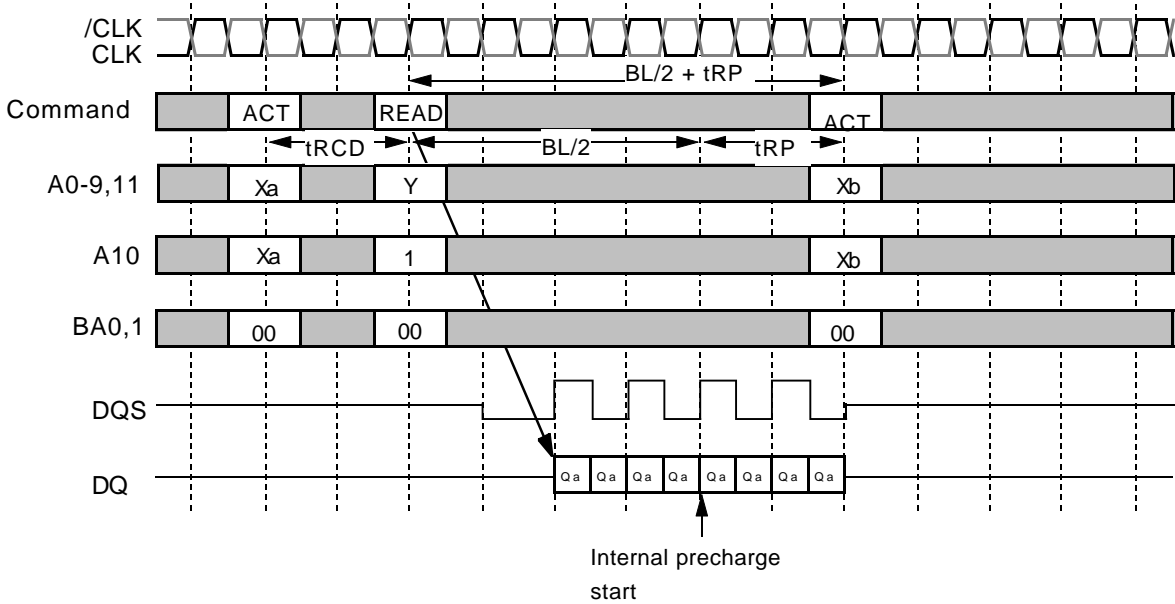 /CLK
CLK
BL/2 + tRP
Command ACT READ ACT
tRCD BL/2 tRP
A0-9,11 Xa Y Xb
A10 Xa 1 Xb
BA0,1 00 00 00
DQS
DQ Qa Qa Qa Qa Qa Qa Qa Qa
Internal precharge
start